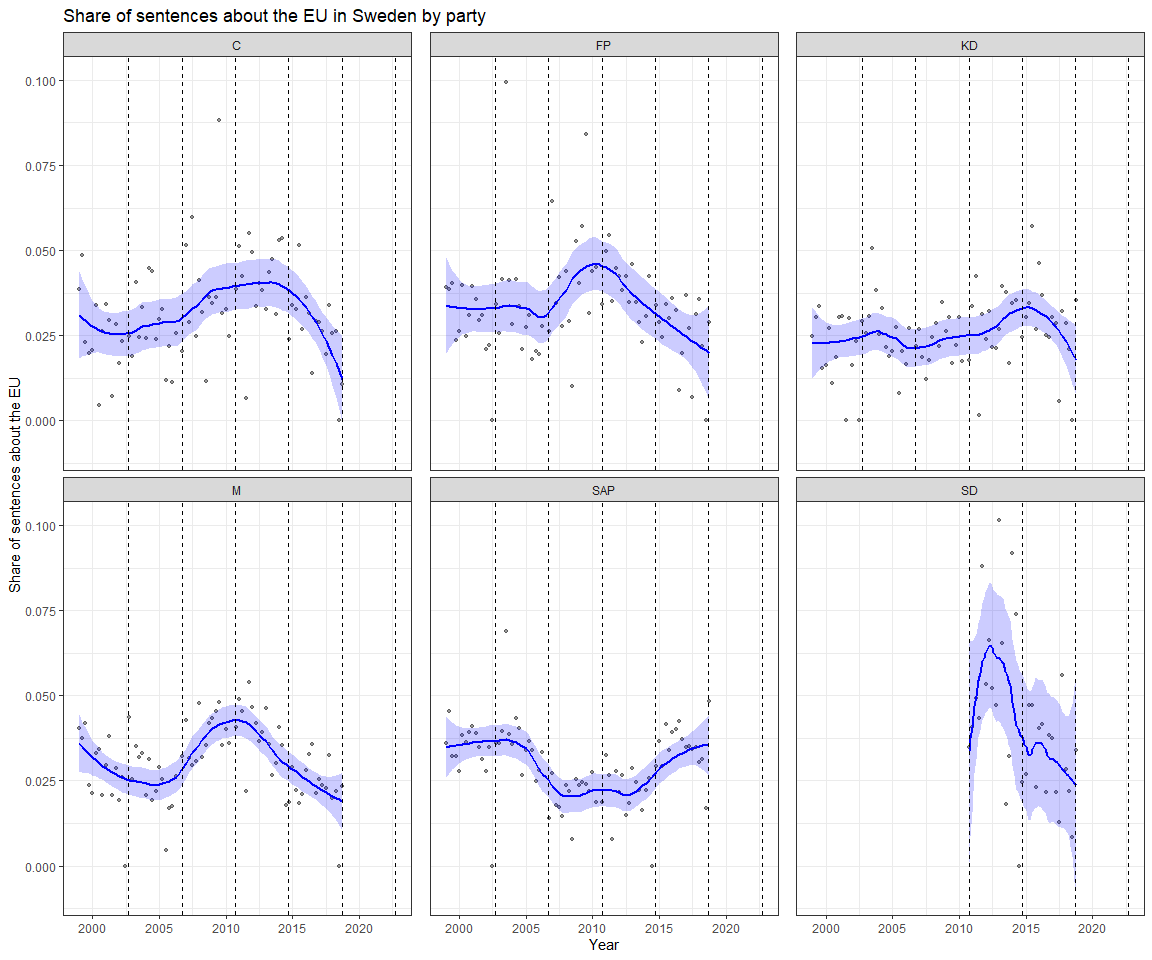 Share of sentences about the EU in Sweden by party
C
FP
KD
0.100
0.075
0.050
0.025
0.000
M
SAP
SD
0.100
0.075
0.050
0.025
0.000
Share of sentences about the EU
2000 2005 2010 2015 2020
2000 2005 2010 2015 2020
2000 2005 2010 2015 2020
Year